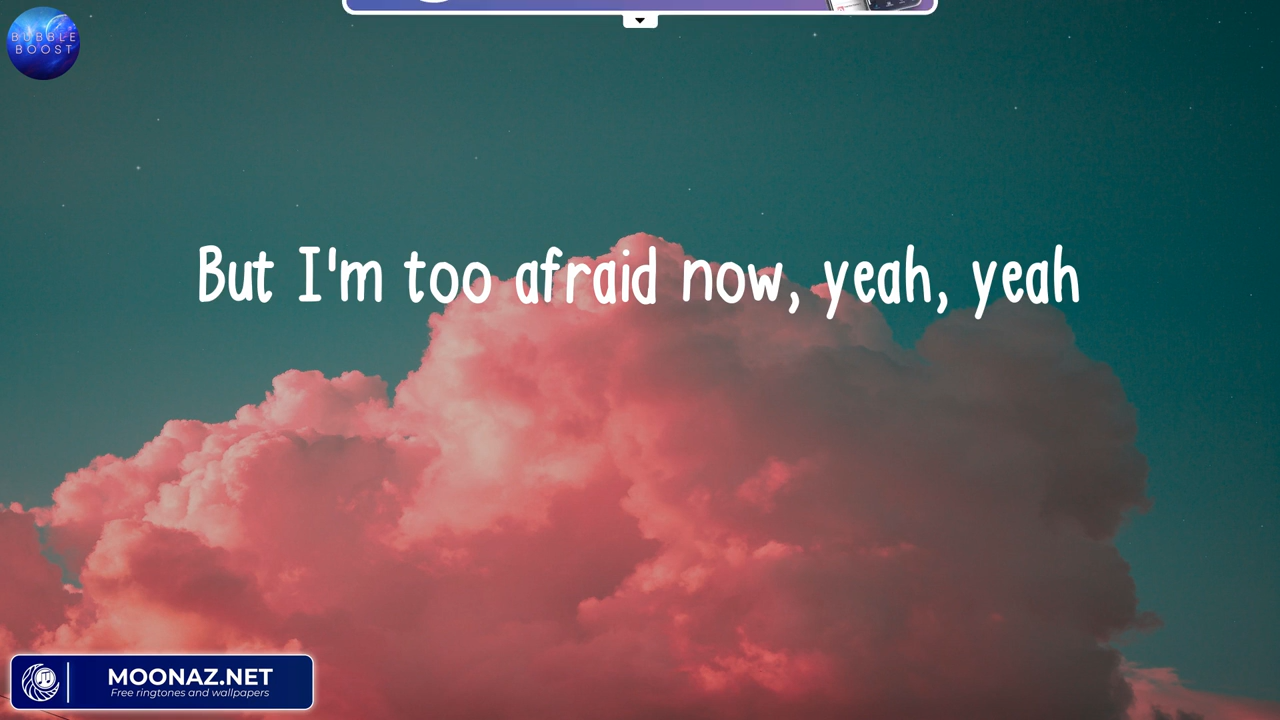 BUBBLE
BOOST
But I'm too afraid now, yeah, yeah
MOONAZ.NET
Free ringtones and wallpapers